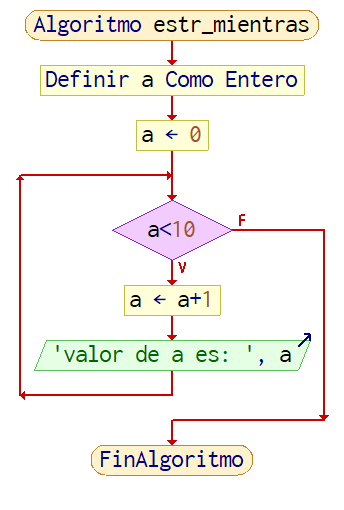 Algoritmo estr_mientras
Definir a Como Entero
a ← 0
a<10
F
V
a ← a+1
'valor de a es: ', a
FinAlgoritmo